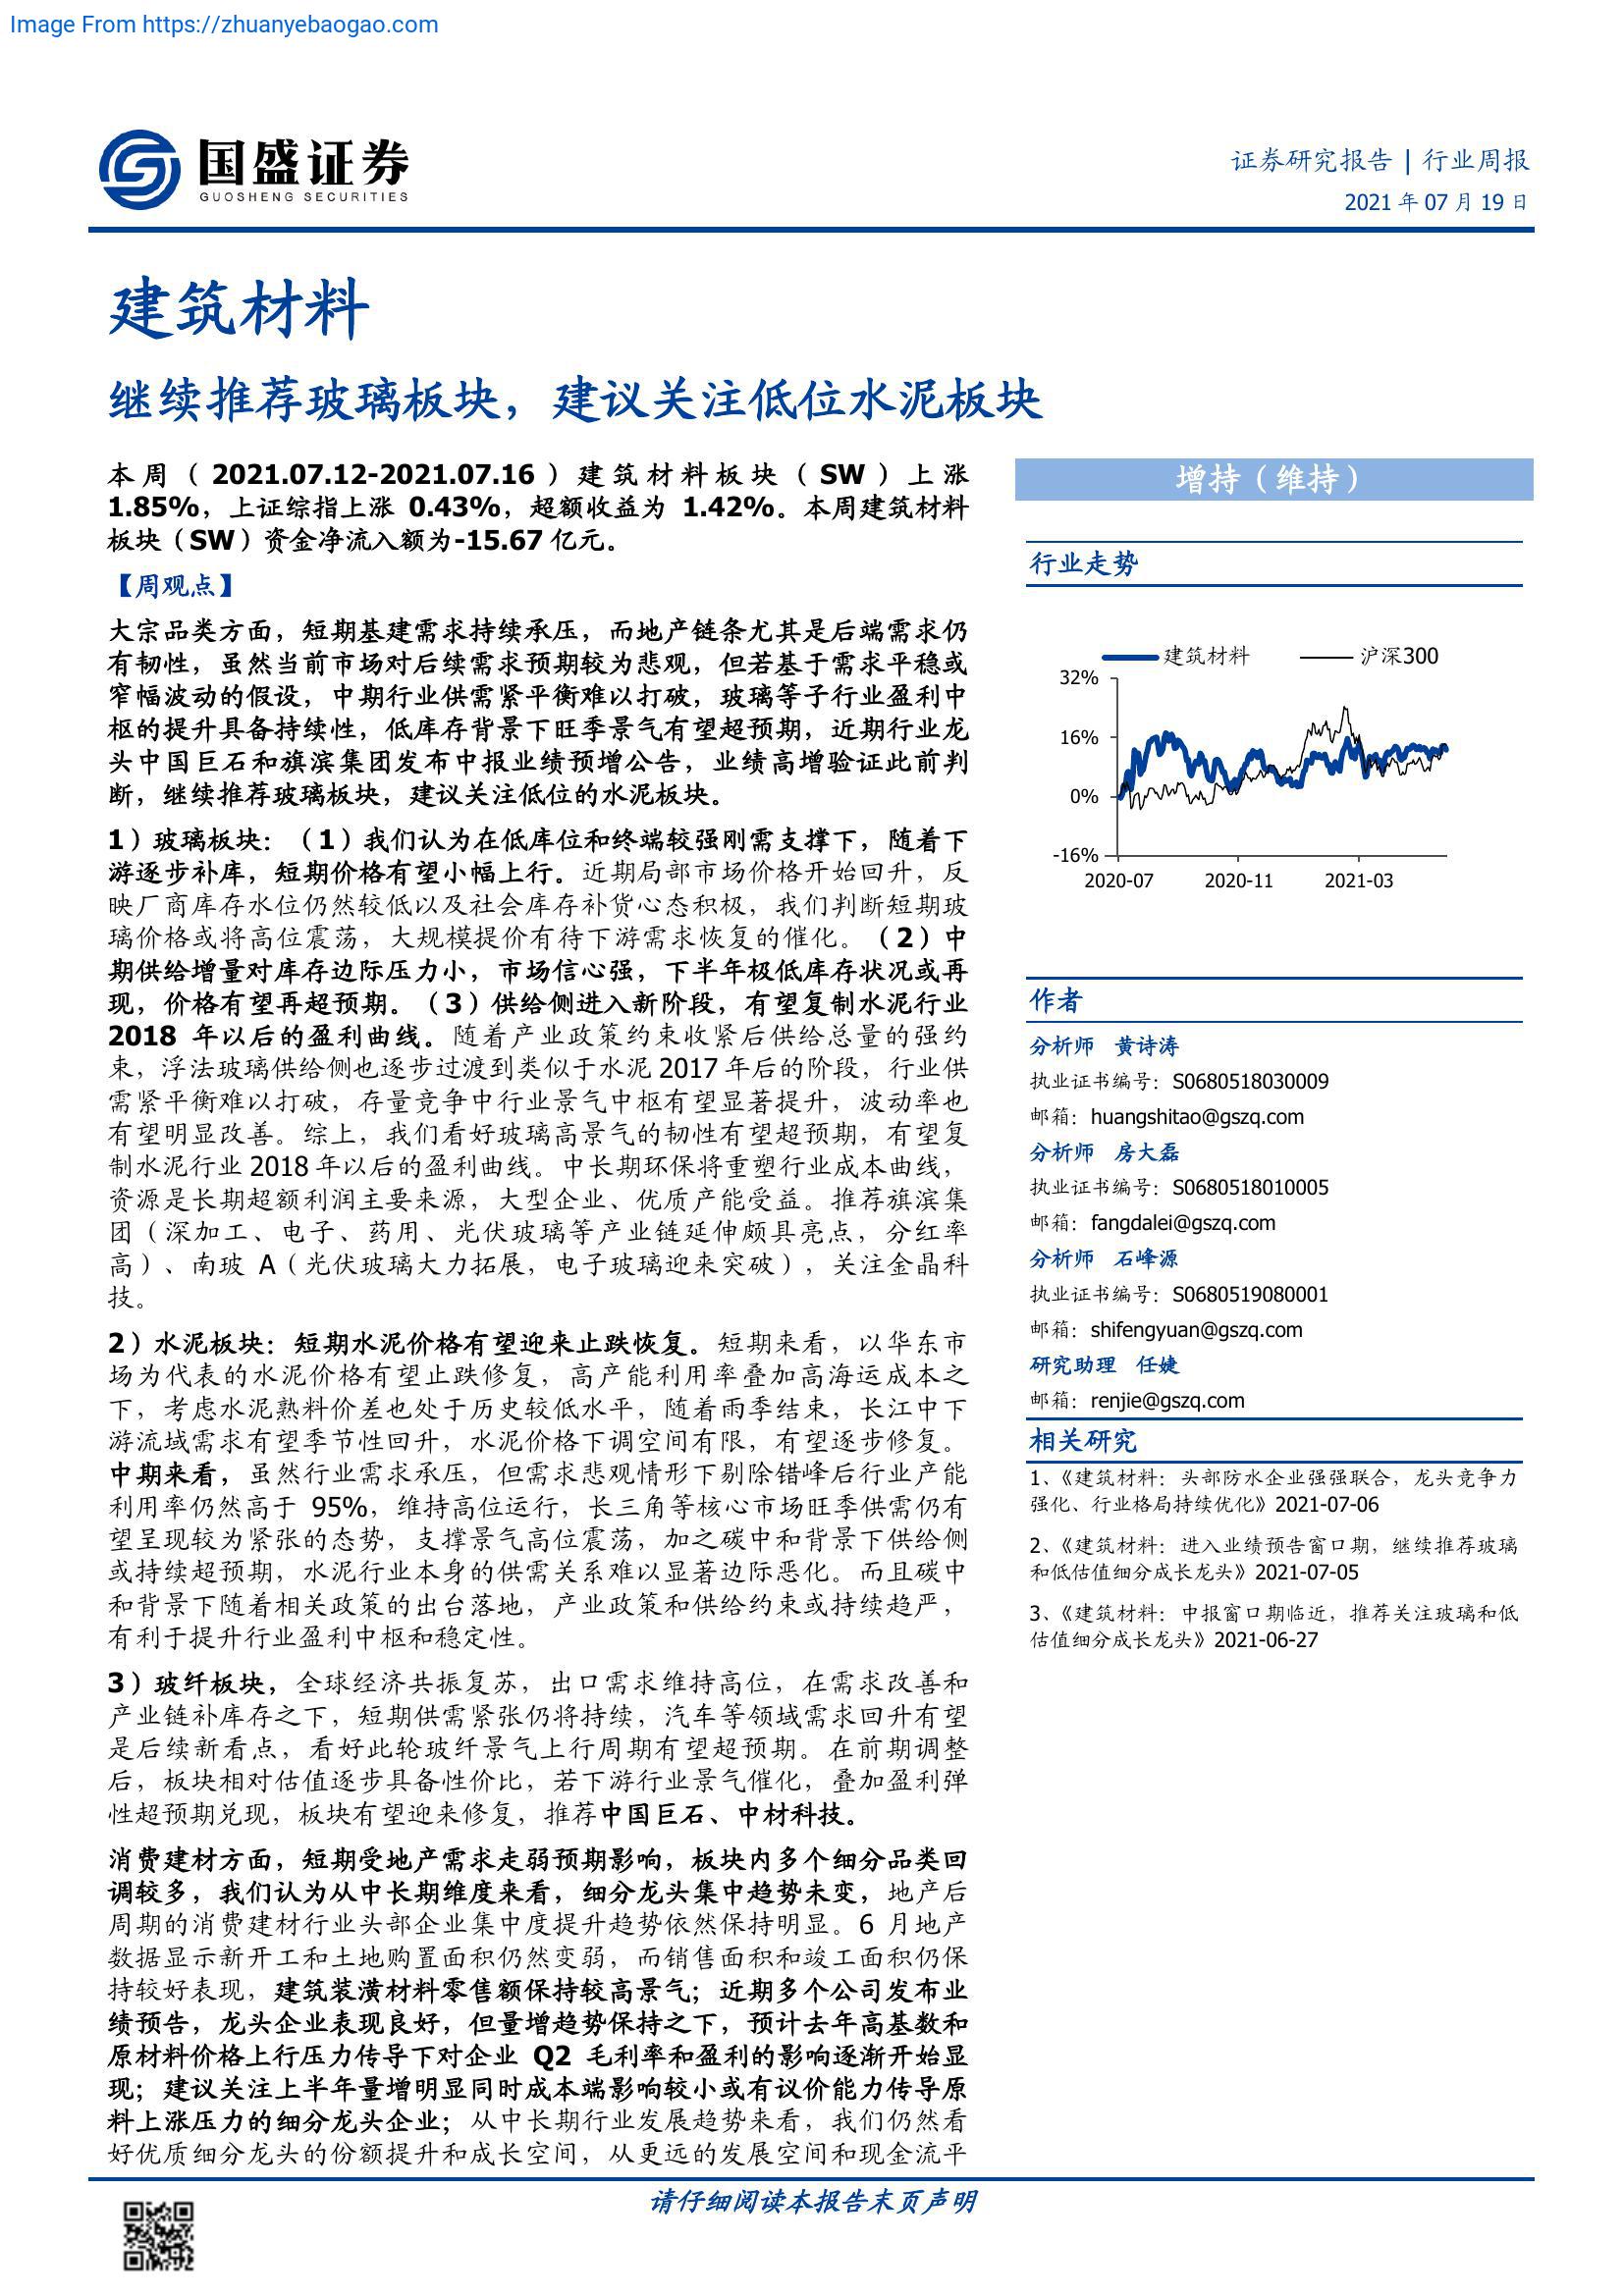 Image From https://zhuanyebaogao.com
国盛证券
GUOSHENG SECURITIES
证券研究报告 | 行业周报
2021 年 07 月 19 日
建筑材料
继续推荐玻璃板块，建议关注低位水泥板块
本周（2021.07.12-2021.07.16）建筑材料板块（SW）上涨
1.85%，上证综指上涨 0.43%，超额收益为 1.42%。本周建筑材料
板块（SW）资金净流入额为-15.67 亿元。
【周观点】
大宗品类方面，短期基建需求持续承压，而地产链条尤其是后端需求仍
有韧性，虽然当前市场对后续需求预期较为悲观，但若基于需求平稳或
窄幅波动的假设，中期行业供需紧平衡难以打破，玻璃等子行业盈利中
枢的提升具备持续性，低库存背景下旺季景气有望超预期，近期行业龙
头中国巨石和旗滨集团发布中报业绩预增公告，业绩高增验证此前判
断，继续推荐玻璃板块，建议关注低位的水泥板块。
1）玻璃板块：（1）我们认为在低库位和终端较强刚需支撑下，随着下
游逐步补库，短期价格有望小幅上行。近期局部市场价格开始回升，反
映厂商库存水位仍然较低以及社会库存补货心态积极，我们判断短期玻
璃价格或将高位震荡，大规模提价有待下游需求恢复的催化。（2）中
期供给增量对库存边际压力小，市场信心强，下半年极低库存状况或再
现，价格有望再超预期。（3）供给侧进入新阶段，有望复制水泥行业
2018 年以后的盈利曲线。随着产业政策约束收紧后供给总量的强约
束，浮法玻璃供给侧也逐步过渡到类似于水泥 2017 年后的阶段，行业供
需紧平衡难以打破，存量竞争中行业景气中枢有望显著提升，波动率也
有望明显改善。综上，我们看好玻璃高景气的韧性有望超预期，有望复
制水泥行业 2018 年以后的盈利曲线。中长期环保将重塑行业成本曲线，
资源是长期超额利润主要来源，大型企业、优质产能受益。推荐旗滨集
团（深加工、电子、药用、光伏玻璃等产业链延伸颇具亮点，分红率
高）、南玻 A（光伏玻璃大力拓展，电子玻璃迎来突破），关注金晶科
技。
2）水泥板块：短期水泥价格有望迎来止跌恢复。短期来看，以华东市
场为代表的水泥价格有望止跌修复，高产能利用率叠加高海运成本之
下，考虑水泥熟料价差也处于历史较低水平，随着雨季结束，长江中下
游流域需求有望季节性回升，水泥价格下调空间有限，有望逐步修复。
中期来看，虽然行业需求承压，但需求悲观情形下剔除错峰后行业产能
利用率仍然高于 95%，维持高位运行，长三角等核心市场旺季供需仍有
望呈现较为紧张的态势，支撑景气高位震荡，加之碳中和背景下供给侧
或持续超预期，水泥行业本身的供需关系难以显著边际恶化。而且碳中
和背景下随着相关政策的出台落地，产业政策和供给约束或持续趋严，
有利于提升行业盈利中枢和稳定性。
3）玻纤板块，全球经济共振复苏，出口需求维持高位，在需求改善和
产业链补库存之下，短期供需紧张仍将持续，汽车等领域需求回升有望
是后续新看点，看好此轮玻纤景气上行周期有望超预期。在前期调整
后，板块相对估值逐步具备性价比，若下游行业景气催化，叠加盈利弹
性超预期兑现，板块有望迎来修复，推荐中国巨石、中材科技。
消费建材方面，短期受地产需求走弱预期影响，板块内多个细分品类回
调较多，我们认为从中长期维度来看，细分龙头集中趋势未变，地产后
周期的消费建材行业头部企业集中度提升趋势依然保持明显。6 月地产
数据显示新开工和土地购置面积仍然变弱，而销售面积和竣工面积仍保
持较好表现，建筑装潢材料零售额保持较高景气；近期多个公司发布业
绩预告，龙头企业表现良好，但量增趋势保持之下，预计去年高基数和
原材料价格上行压力传导下对企业 Q2 毛利率和盈利的影响逐渐开始显
现；建议关注上半年量增明显同时成本端影响较小或有议价能力传导原
料上涨压力的细分龙头企业；从中长期行业发展趋势来看，我们仍然看
好优质细分龙头的份额提升和成长空间，从更远的发展空间和现金流平
增持（维持）
行业走势
建筑材料
沪深300
32%
16%
0%
-16%
2020-07
2020-11
2021-03
作者
分析师 黄诗涛
执业证书编号：S0680518030009
邮箱：huangshitao@gszq.com
分析师 房大磊
执业证书编号：S0680518010005
邮箱：fangdalei@gszq.com
分析师 石峰源
执业证书编号：S0680519080001
邮箱：shifengyuan@gszq.com
研究助理 任婕
邮箱：renjie@gszq.com
相关研究
1、《建筑材料：头部防水企业强强联合，龙头竞争力
强化、行业格局持续优化》2021-07-06
2、《建筑材料：进入业绩预告窗口期，继续推荐玻璃
和低估值细分成长龙头》2021-07-05
3、《建筑材料：中报窗口期临近，推荐关注玻璃和低
估值细分成长龙头》2021-06-27
请仔细阅读本报告末页声明